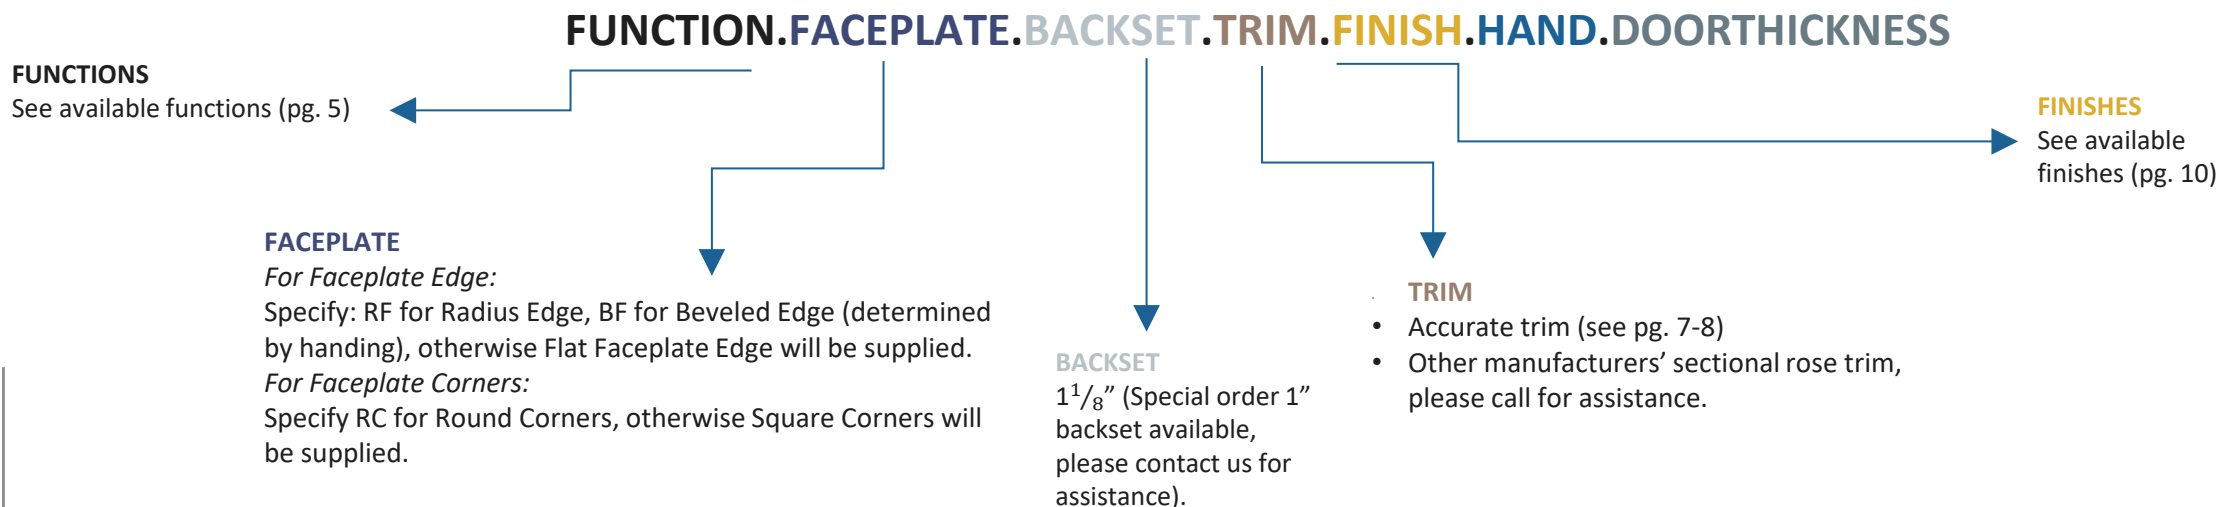 FUNCTION.FACEPLATE.BACKSET.TRIM.FINISH.HAND.DOORTHICKNESS
FUNCTIONS
See available functions (pg. 5)
FINISHES
See available
finishes (pg. 10)
FACEPLATE
For Faceplate Edge:
Specify: RF for Radius Edge, BF for Beveled Edge (determined
by handing), otherwise Flat Faceplate Edge will be supplied.
For Faceplate Corners:
Specify RC for Round Corners, otherwise Square Corners will
be supplied.
BACKSET
1 1/8” (Special order 1”
backset available,
please contact us for
assistance).
TRIM
• Accurate trim (see pg. 7-8)
• Other manufacturers’ sectional rose trim,
please call for assistance.